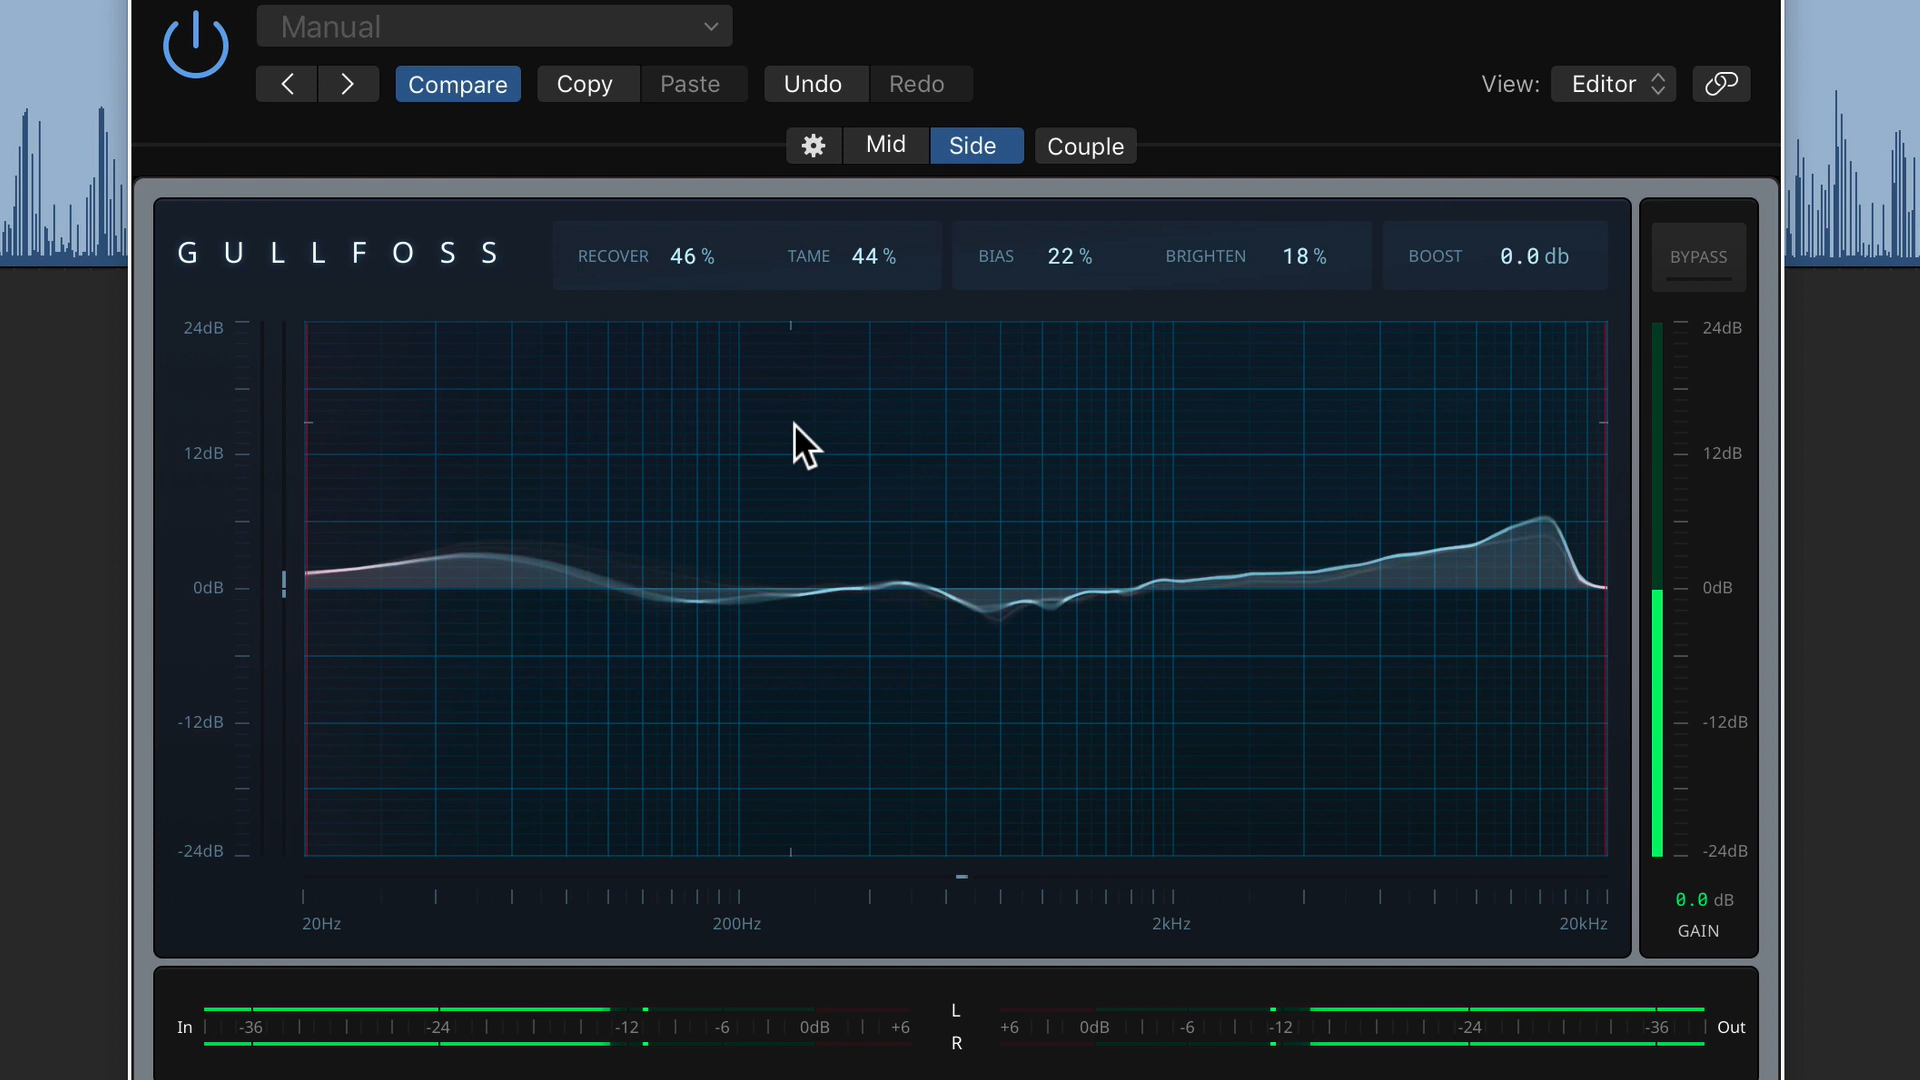 Manual
Compare Copy Paste Undo Redo View: Editor
Mid Side Couple
GULLFOSS RECOVER 46 % TAME 44 % BIAS 22 % BRIGHTEN 18 % BOOST 0.0 db BYPASS
24dB 24dB
12dB 12dB
0dB 0dB
-12dB -12dB
-24dB -24dB
0.0 dB
20Hz 200Hz 2kHz 20kHz GAIN
L
In -36 -24 -12 -6 0dB +6 +6 0dB -6 -12 -24 -36 Out
R